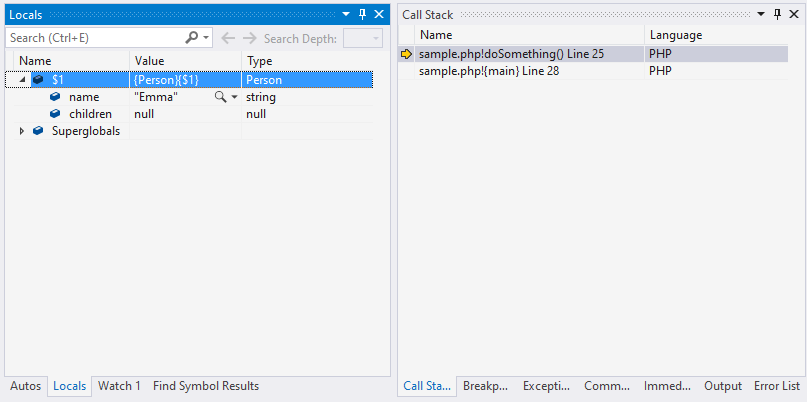 Locals
Search (Ctrl+E) Search Depth:
Name Value Type
$1 {Person}{$1} Person
name "Emma" string
children null null
Superglobals
Autos Locals Watch 1 Find Symbol Results
Call Stack
Name Language
sample.php!doSomething() Line 25 PHP
sample.php!{main} Line 28 PHP
Call Sta... Breakp... Excepti... Comm... Immed... Output Error List